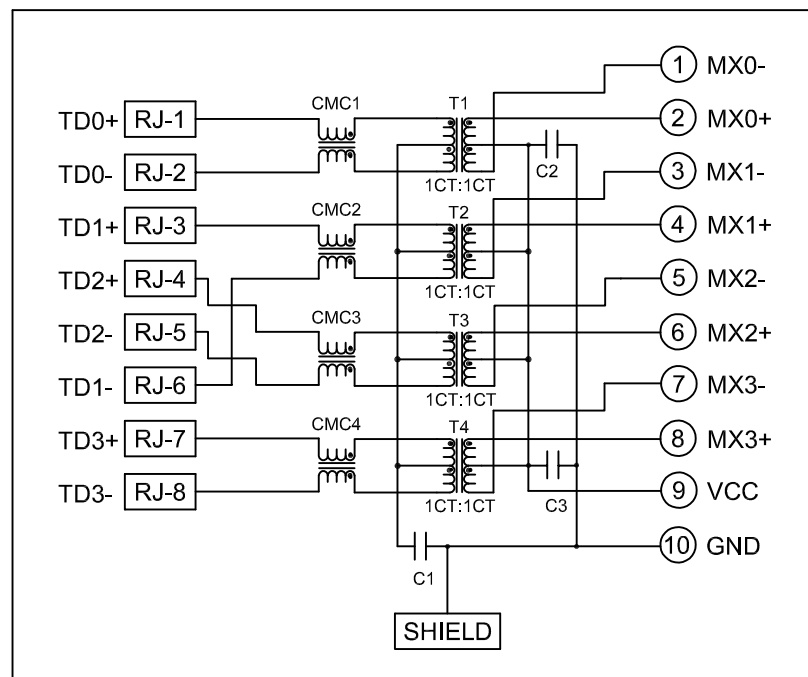 1 MX0-
CMC1 T1
TD0+ RJ-1 2 MX0+
TD0- RJ-2 C2 3 MX1-
1CT:1CT
CMC2 T2
TD1+ RJ-3 4 MX1+
TD2+ RJ-4 5 MX2-
1CT:1CT
CMC3 T3
TD2- RJ-5 6 MX2+
TD1- RJ-6 7 MX3-
1CT:1CT
CMC4 T4
TD3+ RJ-7 8 MX3+
TD3- RJ-8 9 VCC
1CT:1CT C3
10 GND
C1
SHIELD